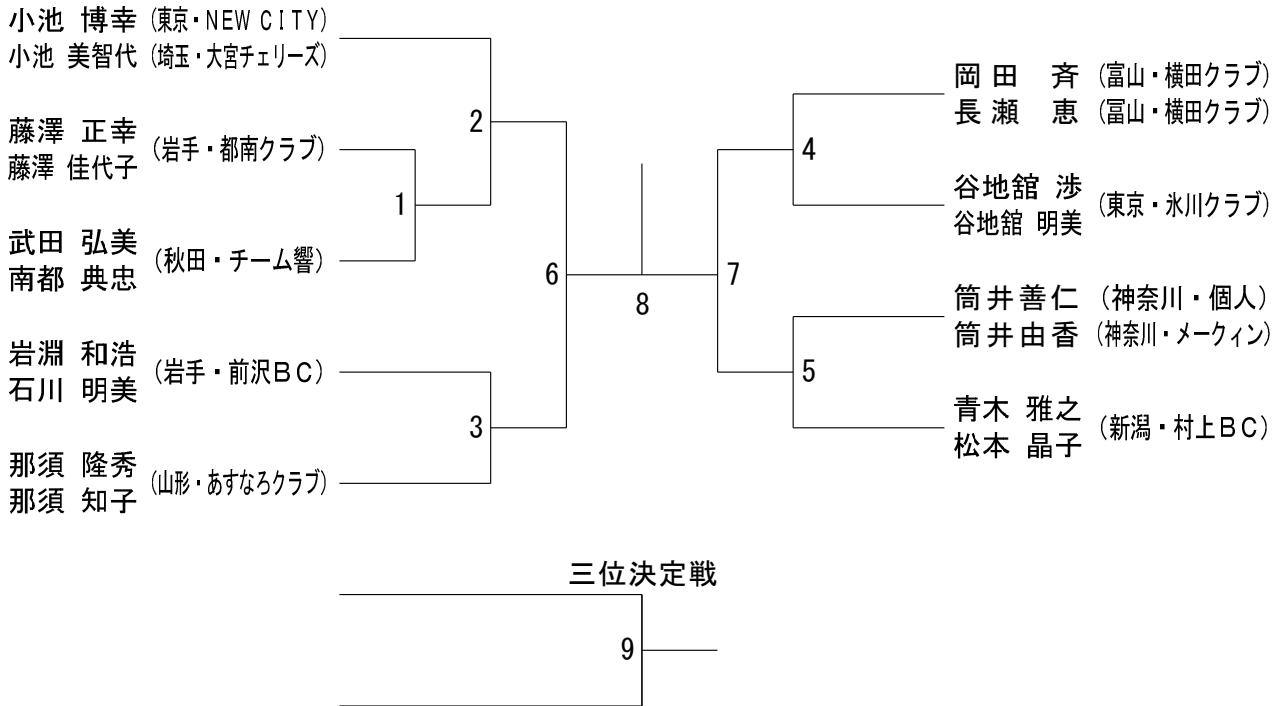 小池 博幸 (東京・NEW CITY)
小池 美智代 (埼玉・大宮チェリーズ)
2
藤澤 正幸
藤澤 佳代子
(岩手・都南クラブ)
1
武田 弘美
南都 典忠
(秋田・チーム響)
6
岩淵 和浩
石川 明美
(岩手・前沢BC)
3
那須 隆秀
那須 知子
(山形・あすなろクラブ)
8
岡田 斉 (富山・横田クラブ)
長瀬 恵 (冨山・横田クラブ)
4
谷地舘 渉
谷地舘 明美
(東京・氷川クラブ)
7
筒井善仁 (神奈川・個人)
筒井由香 (神奈川・メークィン)
5
青木 雅之
松本 晶子
(新潟・村上BC)
三位決定戦
9